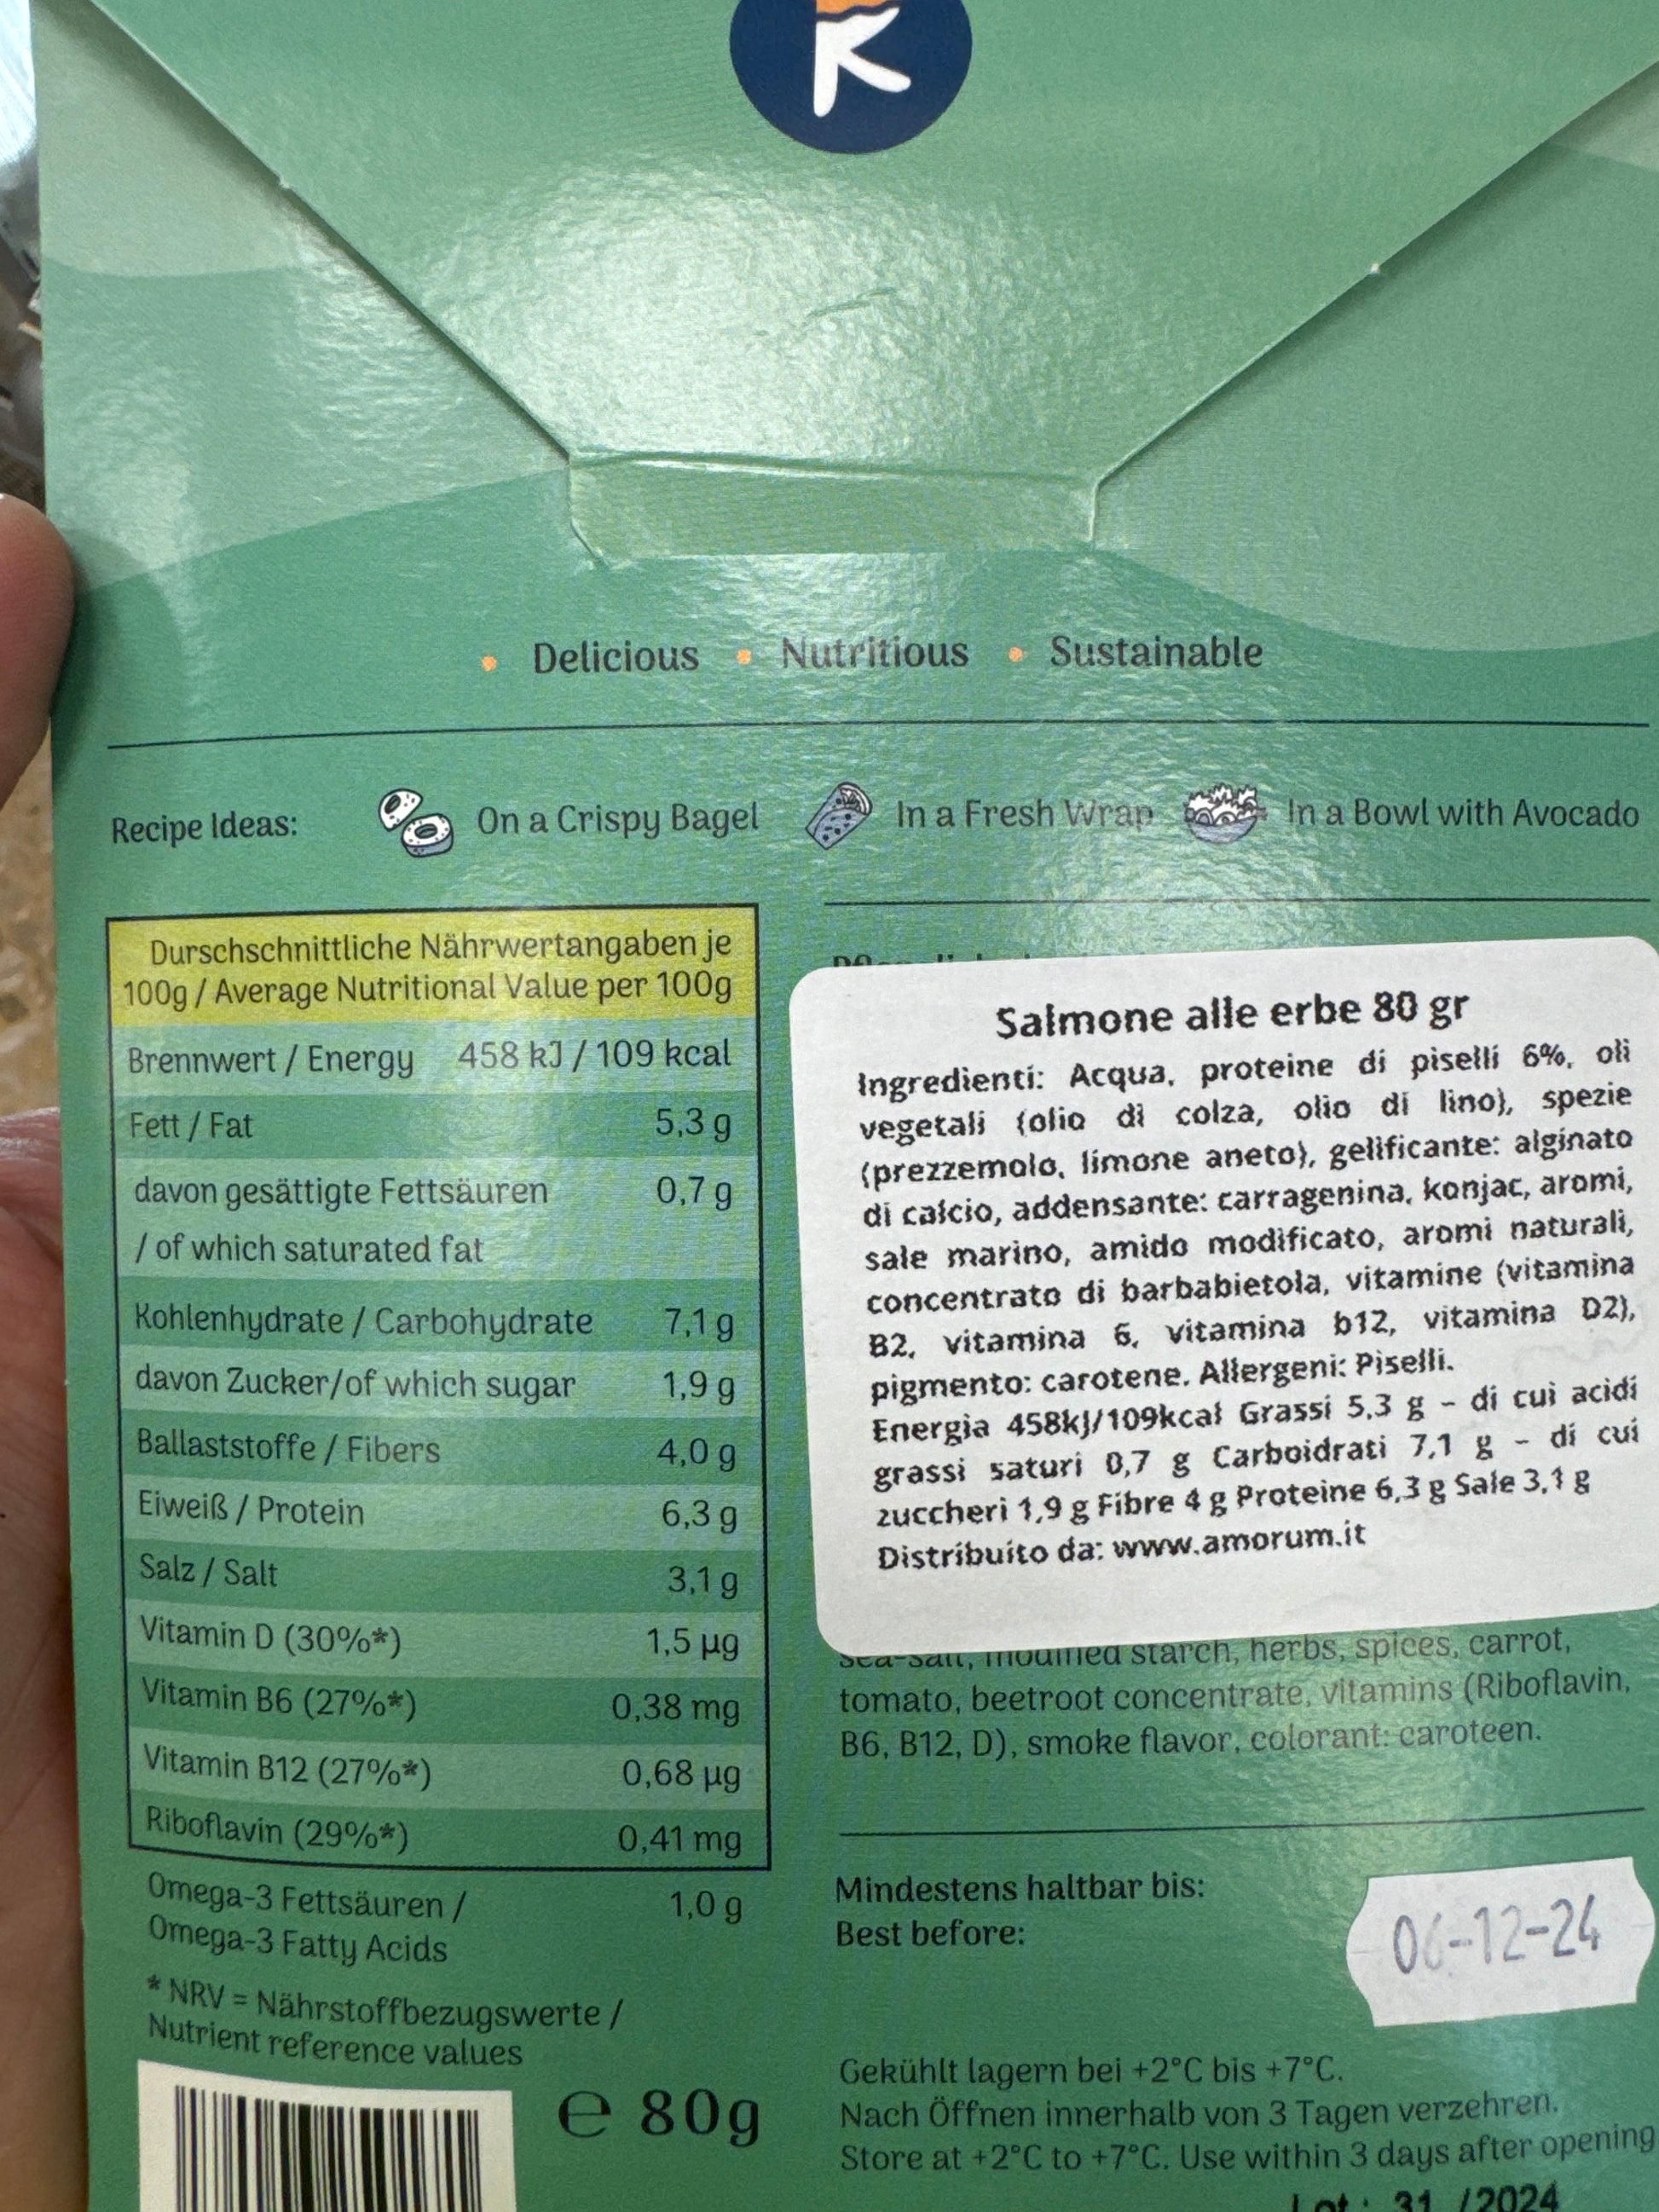 K
Delicious • Nutritious • Sustainable
Recipe Ideas: On a Crispy Bagel In a Fresh Wrap In a Bowl with Avocado
Durschschnittliche Nährwertangaben je
100g / Average Nutritional Value per 100g
Brennwert / Energy 458 kJ / 109 kcal
Fett / Fat 5,3 g
davon gesättigte Fettsäuren 0,7 g
/ of which saturated fat
Kohlenhydrate / Carbohydrate 7,1 g
davon Zucker/of which sugar 1,9 g
Ballaststoffe / Fibers 4,0 g
Eiweiß / Protein 6,3 g
Salz / Salt 3,1 g
Vitamin D (30%*) 1,5 µg
Vitamin B6 (27%*) 0,38 mg
Vitamin B12 (27%*) 0,68 µg
Riboflavin (29%*) 0,41 mg
Omega-3 Fettsäuren / 1,0 g
Omega-3 Fatty Acids
* NRV = Nährstoffbezugswerte /
Nutrient reference values
e 80g
Salmone alle erbe 80 gr
Ingredienti: Acqua, proteine di piselli 6%, oli
vegetali (olio di colza, olio di lino), spezie
(prezzemolo, limone aneto), gelificante: alginato
di calcio, addensante: carragenina, konjac, aromi,
sale marino, amido modificato, aromi naturali,
concentrato di barbabietola, vitamine (vitamina
B2, vitamina 6, vitamina b12, vitamina D2),
pigmento: carotene. Allergeni: Piselli.
Energia 458kJ/109kcal Grassi 5,3 g - di cui acidi
grassi saturi 0,7 g Carboidrati 7,1 g - di cui
zuccheri 1,9 g Fibre 4 g Proteine 6,3 g Sale 3,1 g
Distribuito da: www.amorum.it
sea-salt, modified starch, herbs, spices, carrot,
tomato, beetroot concentrate, vitamins (Riboflavin,
B6, B12, D), smoke flavor, colorant: caroteen.
Mindestens haltbar bis:
Best before:
06-12-24
Gekühlt lagern bei +2°C bis +7°C.
Nach Öffnen innerhalb von 3 Tagen verzehren.
Store at +2°C to +7°C. Use within 3 days after opening
Lot: 31 /2024